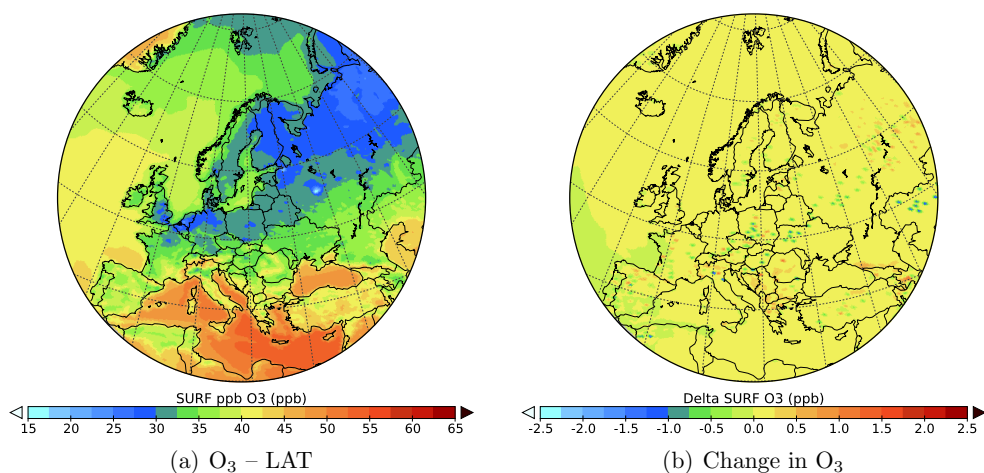 SURF ppb O3 (ppb)
15 20 25 30 35 40 45 50 55 60 65
(a) O₃ – LAT
Delta SURF O3 (ppb)
-2.5 -2.0 -1.5 -1.0 -0.5 0.0 0.5 1.0 1.5 2.0 2.5
(b) Change in O₃